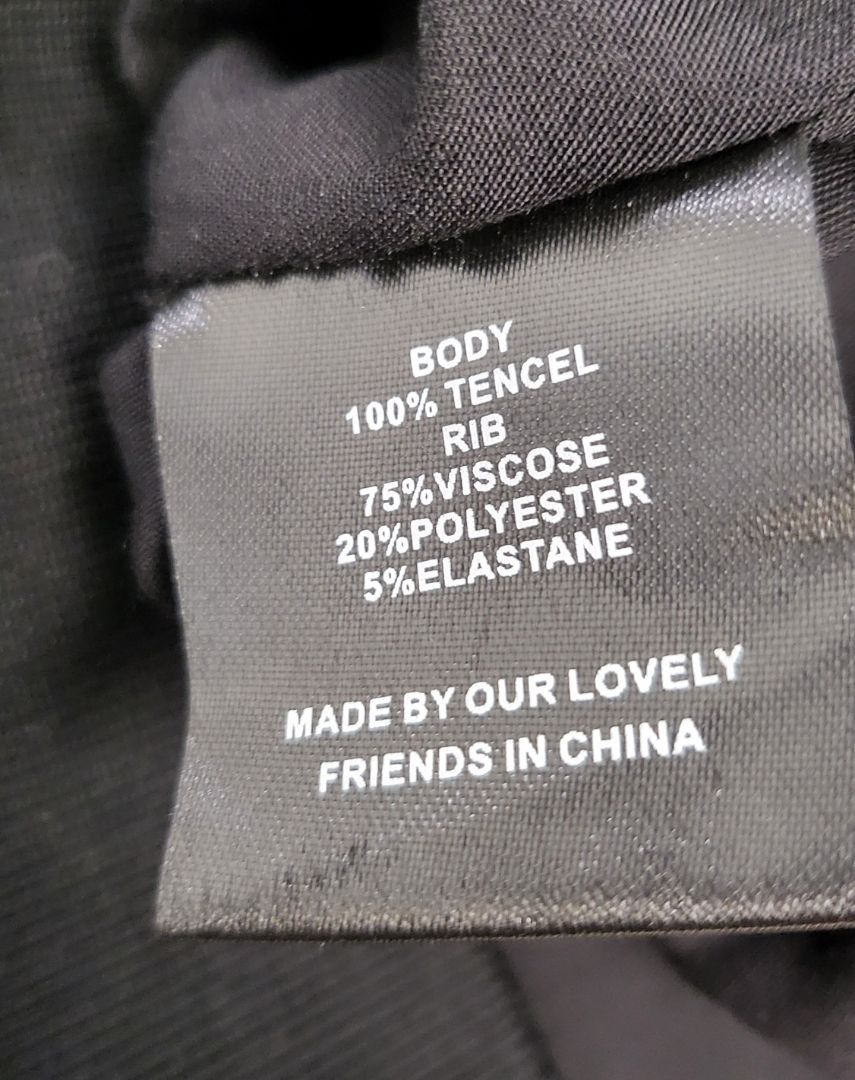 BODY
100% TENCEL
RIB
75%VISCOSE
20%POLYESTER
5%ELASTANE
MADE BY OUR LOVELY
FRIENDS IN CHINA